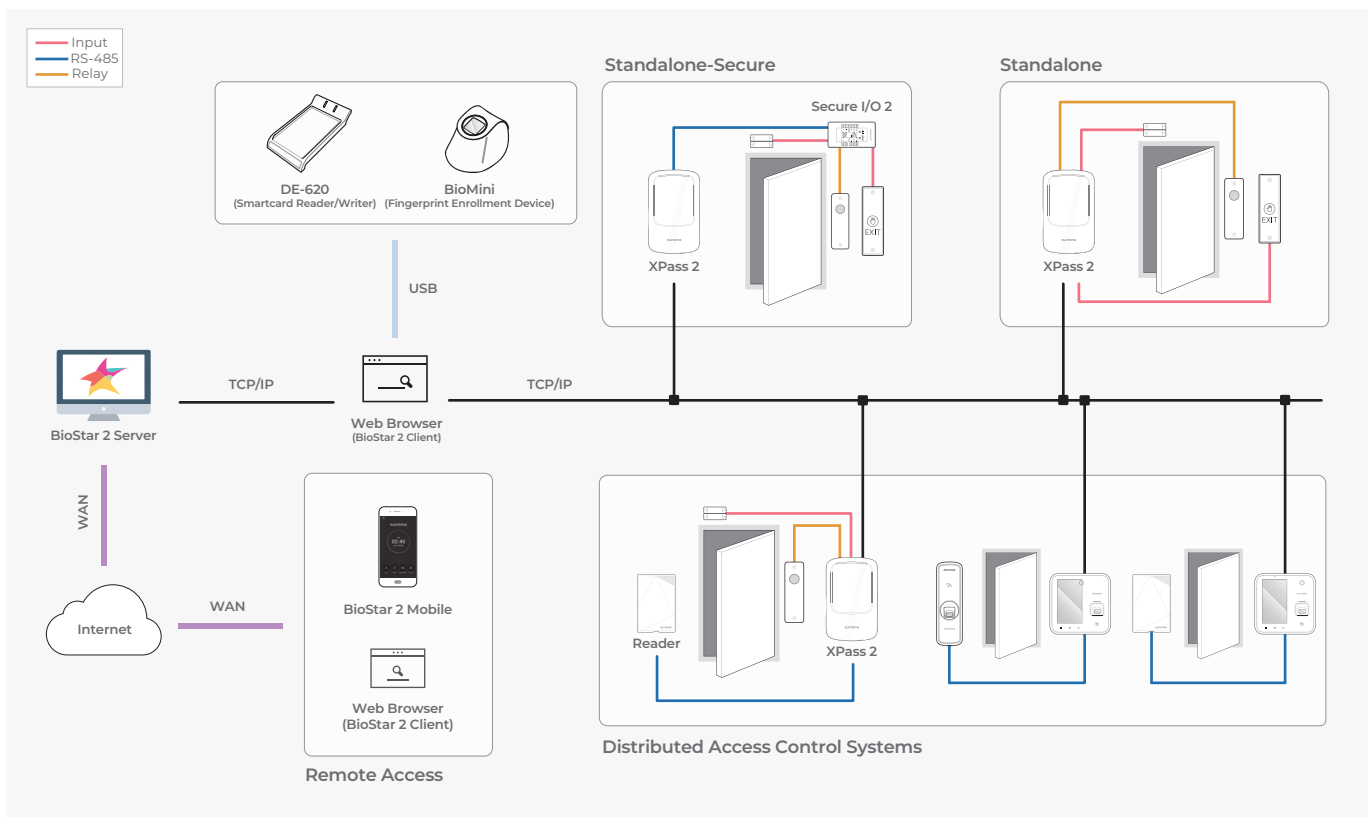 Input
RS-485
Relay
Standalone-Secure
Standalone
Secure I/O 2
DE-620
(Smartcard Reader/Writer)
BioMini
(Fingerprint Enrollment Device)
EXIT
XPass 2
EXIT
XPass 2
USB
TCP/IP
TCP/IP
BioStar 2 Server
Web Browser
(BioStar 2 Client)
WAN
WAN
Internet
02:45
BioStar 2 Mobile
Web Browser
(BioStar 2 Client)
Remote Access
Reader
XPass 2
Distributed Access Control Systems